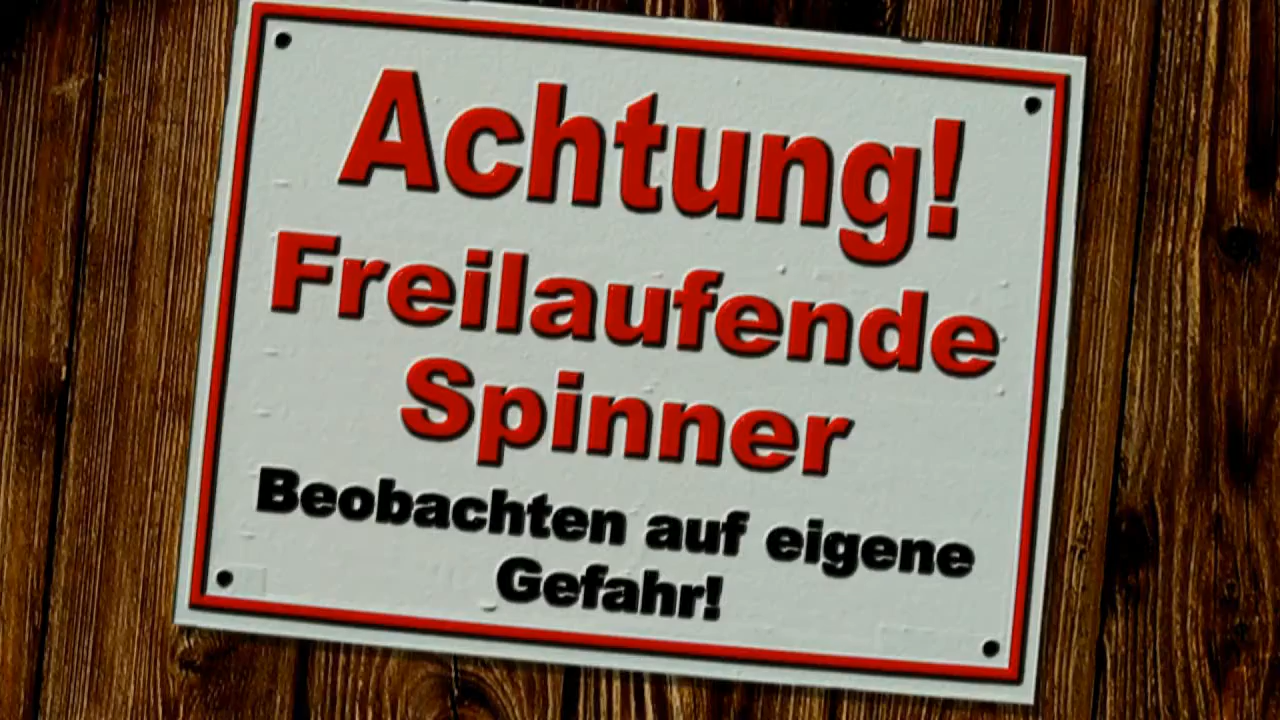 Achtung!
Freilaufende
Spinner
Beobachten auf eigene
Gefahr!